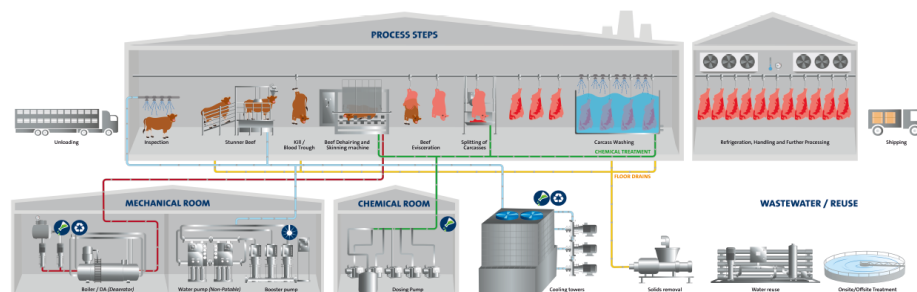 PROCESS STEPS
Unloading
Inspection
Stunner Beef
Kill /
Blood Trough
Beef Dehairing and
Skinning machine
Beef
Evisceration
Splitting of
Carcasses
Carcass Washing
CHEMICAL TREATMENT
Refrigeration, Handling and Further Processing
Shipping
FLOOR DRAINS
MECHANICAL ROOM
CHEMICAL ROOM
WASTEWATER / REUSE
Boiler / DA (Deaerator)
Water pump (Non-Potable)
Booster pump
Dosing Pump
Cooling towers
Solids removal
Water reuse
Onsite/Offsite Treatment